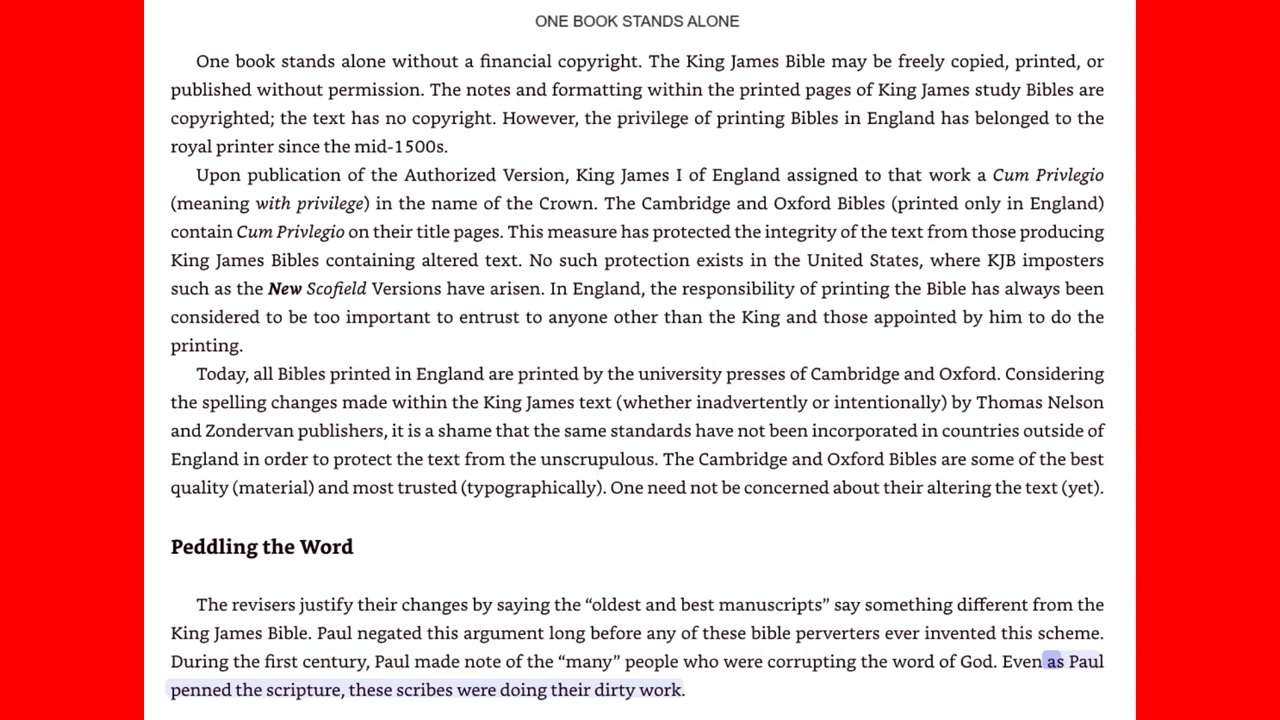 ONE BOOK STANDS ALONE
One book stands alone without a financial copyright. The King James Bible may be freely copied, printed, or
published without permission. The notes and formatting within the printed pages of King James study Bibles are
copyrighted; the text has no copyright. However, the privilege of printing Bibles in England has belonged to the
royal printer since the mid-1500s.
Upon publication of the Authorized Version, King James I of England assigned to that work a Cum Privlegio
(meaning with privilege) in the name of the Crown. The Cambridge and Oxford Bibles (printed only in England)
contain Cum Privlegio on their title pages. This measure has protected the integrity of the text from those producing
King James Bibles containing altered text. No such protection exists in the United States, where KJB imposters
such as the New Scofield Versions have arisen. In England, the responsibility of printing the Bible has always been
considered to be too important to entrust to anyone other than the King and those appointed by him to do the
printing.
Today, all Bibles printed in England are printed by the university presses of Cambridge and Oxford. Considering
the spelling changes made within the King James text (whether inadvertently or intentionally) by Thomas Nelson
and Zondervan publishers, it is a shame that the same standards have not been incorporated in countries outside of
England in order to protect the text from the unscrupulous. The Cambridge and Oxford Bibles are some of the best
quality (material) and most trusted (typographically). One need not be concerned about their altering the text (yet).
Peddling the Word
The revisers justify their changes by saying the “oldest and best manuscripts” say something different from the
King James Bible. Paul negated this argument long before any of these bible perverters ever invented this scheme.
During the first century, Paul made note of the “many” people who were corrupting the word of God. Even as Paul
penned the scripture, these scribes were doing their dirty work.